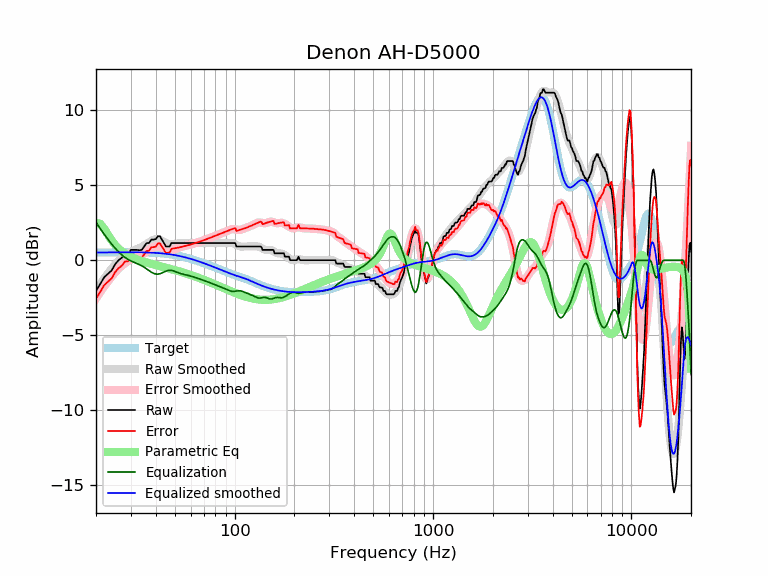 Denon AH-D5000
Amplitude (dBr)
10
5
0
−5
−10
−15
Target
Raw Smoothed
Error Smoothed
Raw
Error
Parametric Eq
Equalization
Equalized smoothed
100 1000 10000
Frequency (Hz)